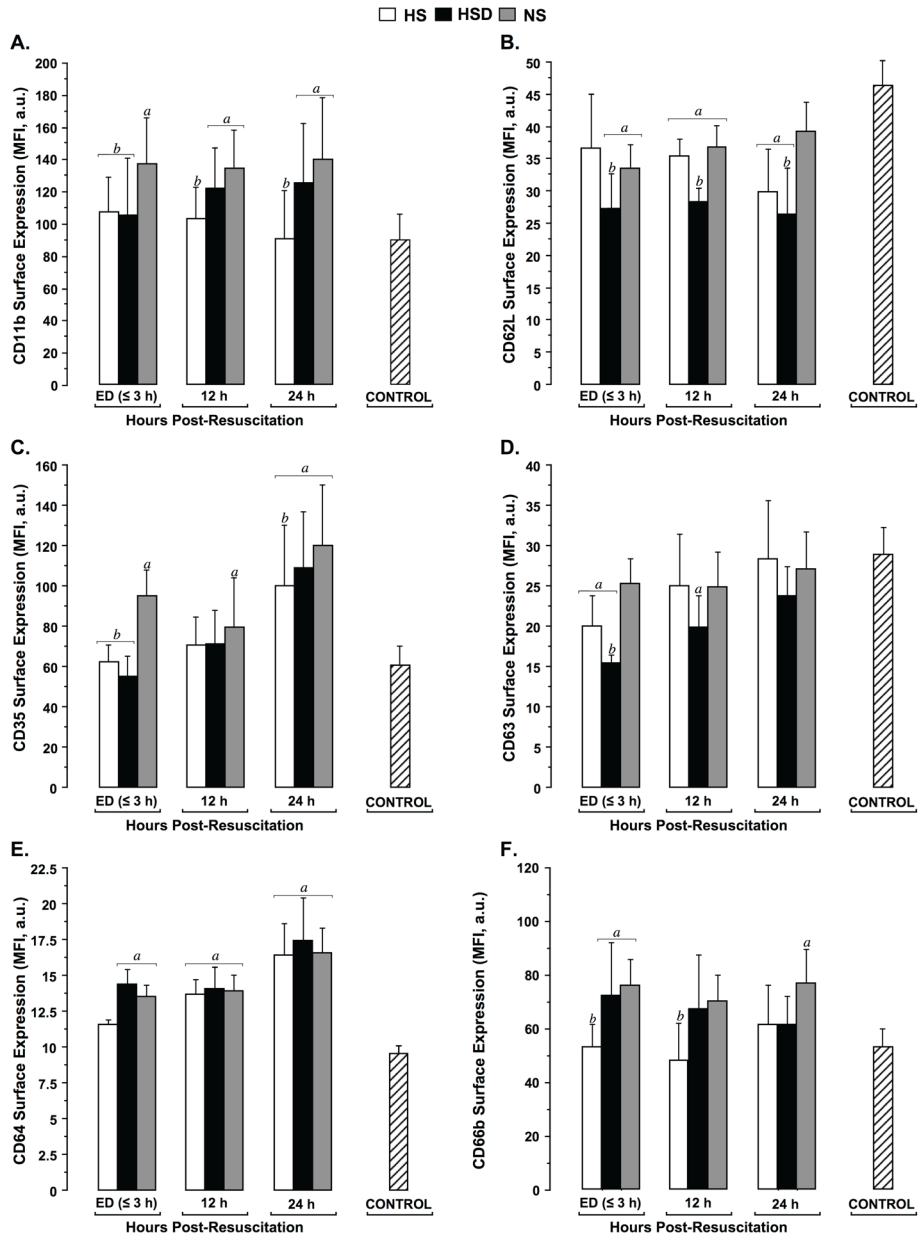 HS HSD NS
A.
CD11b Surface Expression (MFI, a.u.)
200
180
160
140
120
100
80
60
40
20
0
b
a
b
a
b
a
ED (≤ 3 h) 12 h 24 h CONTROL
Hours Post-Resuscitation
B.
CD62L Surface Expression (MFI, a.u.)
50
45
40
35
30
25
20
15
10
5
0
a
b
a
b
a
b
ED (≤ 3 h) 12 h 24 h CONTROL
Hours Post-Resuscitation
C.
CD35 Surface Expression (MFI, a.u.)
160
140
120
100
80
60
40
20
0
b
a
a
a
b
ED (≤ 3 h) 12 h 24 h CONTROL
Hours Post-Resuscitation
D.
CD63 Surface Expression (MFI, a.u.)
40
35
30
25
20
15
10
5
0
a
b
a
ED (≤ 3 h) 12 h 24 h CONTROL
Hours Post-Resuscitation
E.
CD64 Surface Expression (MFI, a.u.)
22.5
20
17.5
15
12.5
10
7.5
5
2.5
0
a
a
a
ED (≤ 3 h) 12 h 24 h CONTROL
Hours Post-Resuscitation
F.
CD66b Surface Expression (MFI, a.u.)
120
100
80
60
40
20
0
b
a
b
a
ED (≤ 3 h) 12 h 24 h CONTROL
Hours Post-Resuscitation